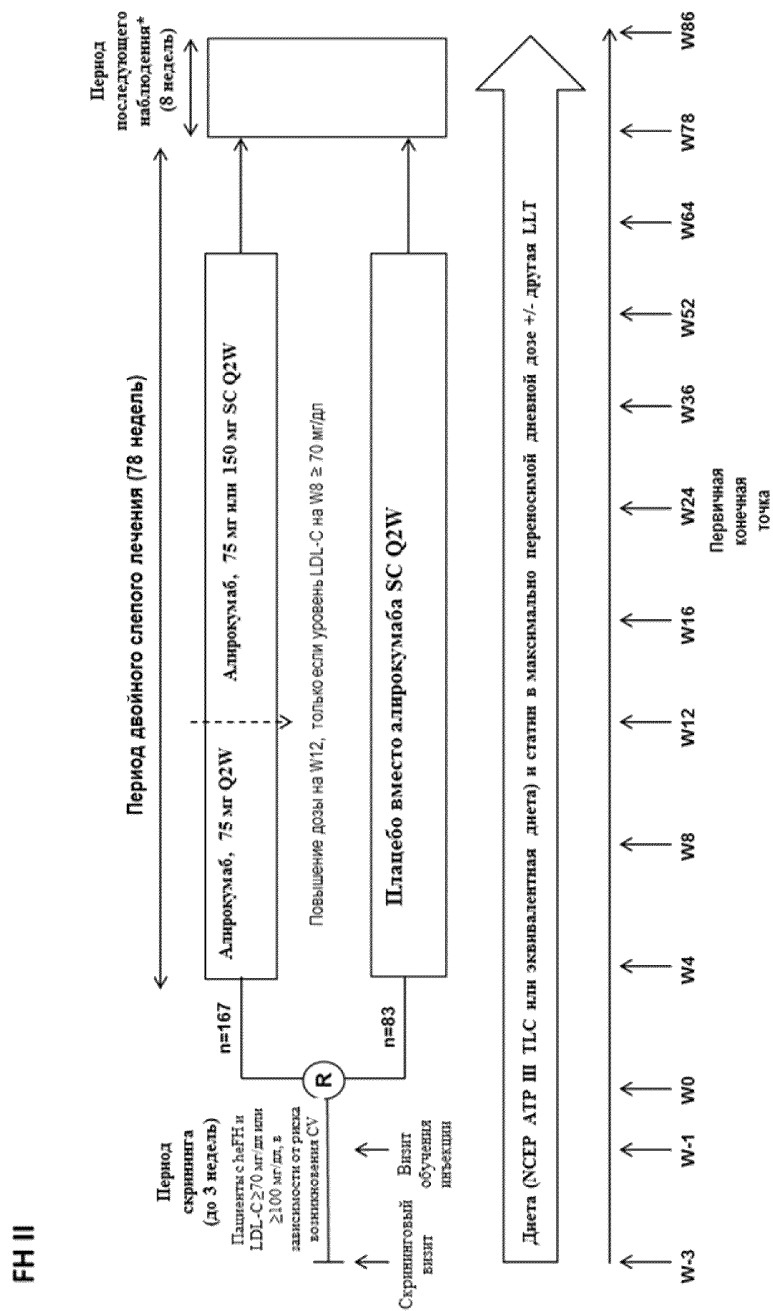 FH II
Период
скрининга
(до 3 недель)
Пациенты с heFH и
LDL-C ≥70 мг/дл или
≥100 мг/дл, в
зависимости от риска
возникновения CV
Скрининговый
визит
Визит
обучения
инъекции
R
n=167
n=83
Период двойного слепого лечения (78 недель)
Алирокумаб, 75 мг Q2W
Алирокумаб, 75 мг или 150 мг SC Q2W
Повышение дозы на W12, только если уровень LDL-C на W8 ≥ 70 мг/дл
Плацебо вместо алирокумаба SC Q2W
Период
последующего
наблюдения*
(8 недель)
Диета (NCEP ATP III TLC или эквивалентная диета) и статин в максимально переносимой дневной дозе +/- другая LLT
W-3
W-1
W0
W4
W8
W12
W16
W24
W36
W52
W64
W78
W86
Первичная
конечная
точка